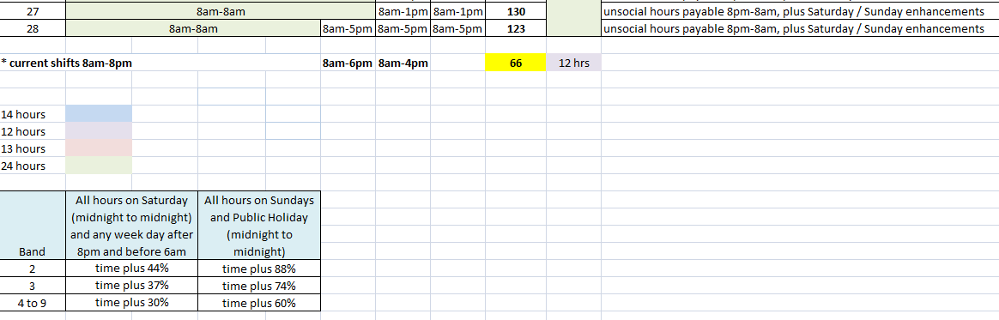 27 8am-8am 8am-1pm 8am-1pm 130 unsocial hours payable 8pm-8am, plus Saturday / Sunday enhancements
28 8am-8am 8am-5pm 8am-5pm 8am-5pm 123 unsocial hours payable 8pm-8am, plus Saturday / Sunday enhancements
* current shifts 8am-8pm 8am-6pm 8am-4pm 66 12 hrs
14 hours
12 hours
13 hours
24 hours
All hours on Saturday All hours on Sundays
(midnight to midnight) and Public Holiday
and any week day after (midnight to
Band 8pm and before 6am midnight)
2 time plus 44% time plus 88%
3 time plus 37% time plus 74%
4 to 9 time plus 30% time plus 60%